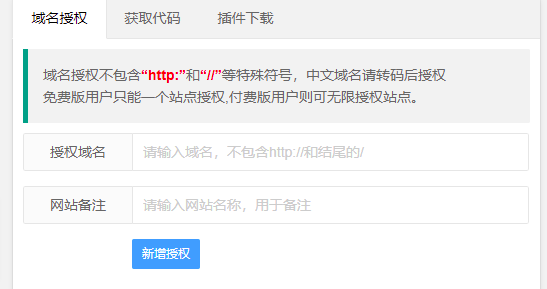 域名授权
获取代码
插件下载
域名授权不包含“http:”和“//”等特殊符号，中文域名请转码后授权
免费版用户只能一个站点授权,付费版用户则可无限授权站点。
授权域名
请输入域名，不包含http://和结尾的/
网站备注
请输入网站名称，用于备注
新增授权